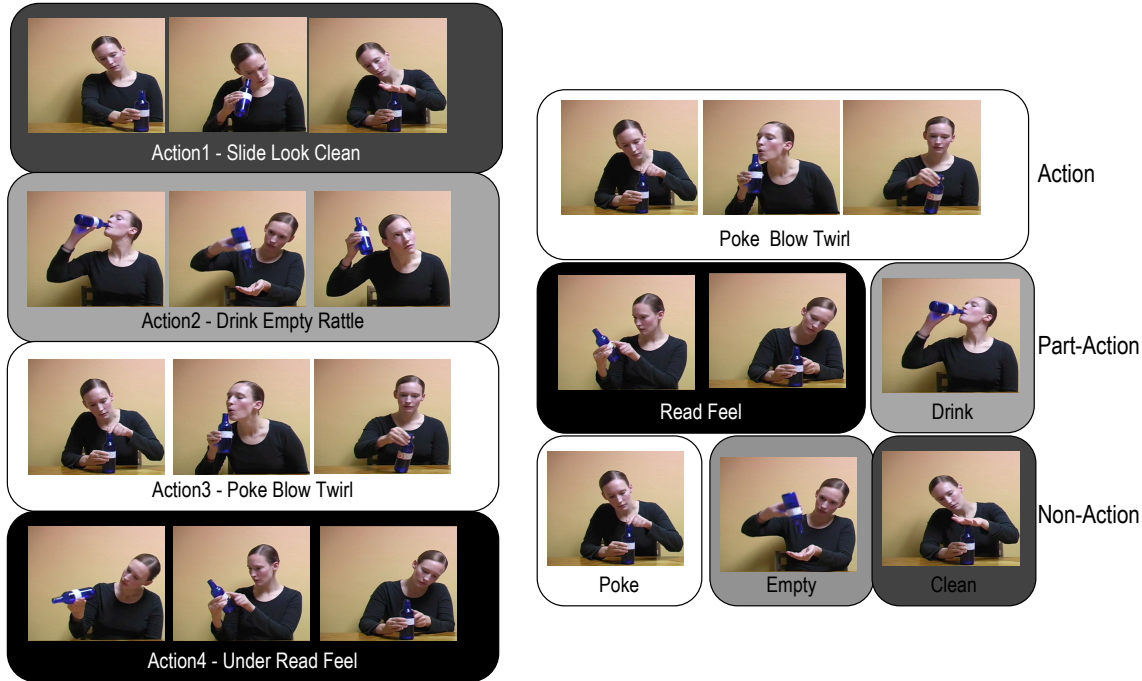 Action1 - Slide Look Clean
Action2 - Drink Empty Rattle
Action3 - Poke Blow Twirl
Action4 - Under Read Feel
Poke Blow Twirl
Action
Read Feel
Drink
Part-Action
Poke
Empty
Clean
Non-Action